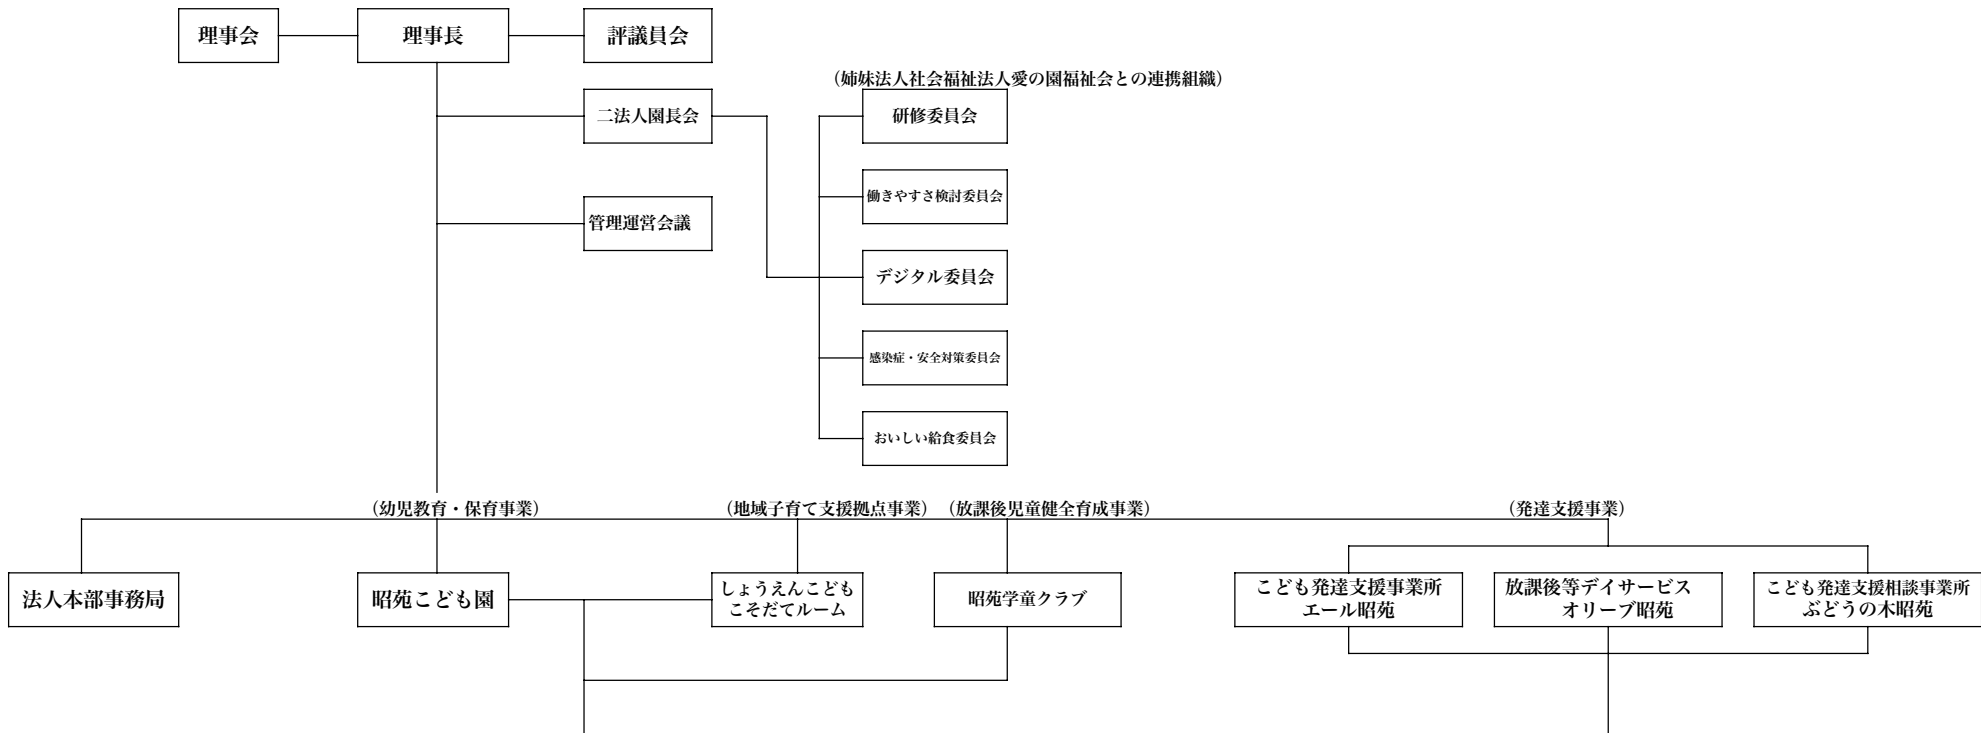 理事会
理事長
評議員会
(姉妹法人社会福祉法人愛の園福祉会との連携組織)
二法人園長会
研修委員会
働きやすさ検討委員会
管理運営会議
デジタル委員会
感染症・安全対策委員会
おいしい給食委員会
(幼児教育・保育事業)
(地域子育て支援拠点事業)
(放課後児童健全育成事業)
(発達支援事業)
法人本部事務局
昭苑こども園
しょうえんこども
こそだてルーム
昭苑学童クラブ
こども発達支援事業所
エール昭苑
放課後等デイサービス
オリーブ昭苑
こども発達支援相談事業所
ぶどうの木昭苑